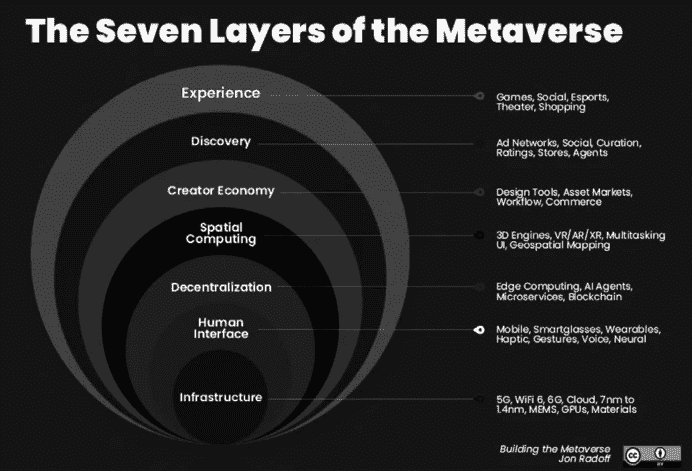 The Seven Layers of the Metaverse
Experience
Games, Social, Esports,
Theater, Shopping
Discovery
Ad Networks, Social, Curation,
Ratings, Stores, Agents
Creator Economy
Design Tools, Asset Markets,
Workflow, Commerce
Spatial
Computing
3D Engines, VR/AR/XR, Multitasking
UI, Geospatial Mapping
Decentralization
Edge Computing, AI Agents,
Microservices, Blockchain
Human
Interface
Mobile, Smartglasses, Wearables,
Haptic, Gestures, Voice, Neural
Infrastructure
5G, WiFi 6, 6G, Cloud, 7nm to
1.4nm, MEMS, GPUs, Materials
Building the Metaverse
Jon Radoff
cc
BY